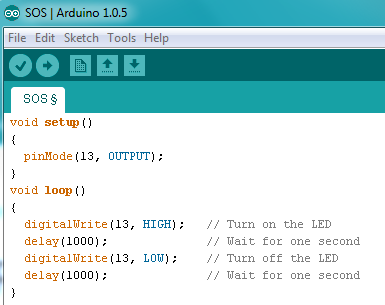 SOS | Arduino 1.0.5
File Edit Sketch Tools Help
SOS §
void setup()
{
  pinMode(13, OUTPUT);
}
void loop()
{
  digitalWrite(13, HIGH);   // Turn on the LED
  delay(1000);              // Wait for one second
  digitalWrite(13, LOW);    // Turn off the LED
  delay(1000);              // Wait for one second
}